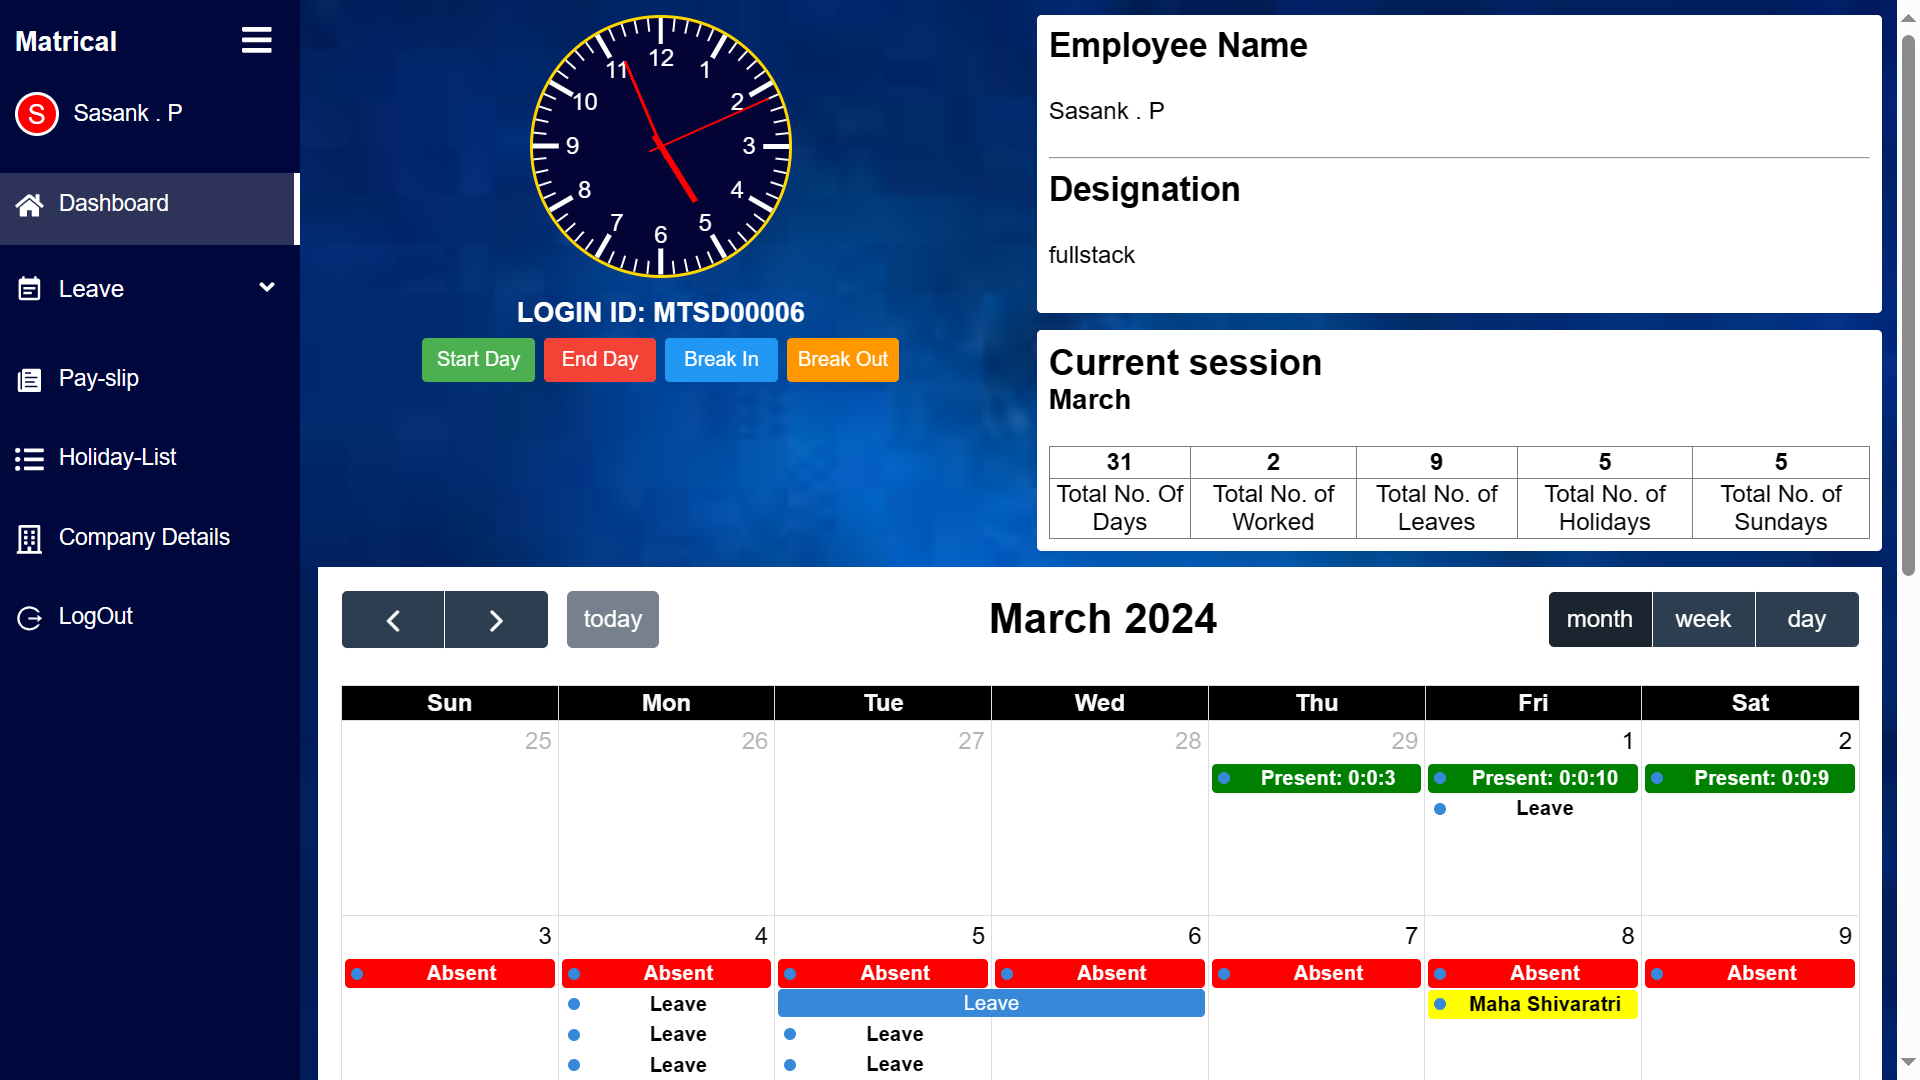 Matrical
S
Sasank . P
Dashboard
Leave
Pay-slip
Holiday-List
Company Details
LogOut
12
1
2
3
4
5
6
7
8
9
10
11
LOGIN ID: MTSD00006
Start Day
End Day
Break In
Break Out
Employee Name
Sasank . P
Designation
fullstack
Current session
March
31 2 9 5 5
Total No. Of Days Total No. of Worked Total No. of Leaves Total No. of Holidays Total No. of Sundays
today
March 2024
month week day
Sun Mon Tue Wed Thu Fri Sat
25 26 27 28 29 1 2
Present: 0:0:3 Present: 0:0:10 Present: 0:0:9
Leave
3 4 5 6 7 8 9
Absent Absent Absent Absent Absent Absent Absent
Leave Leave Maha Shivaratri
Leave Leave
Leave Leave